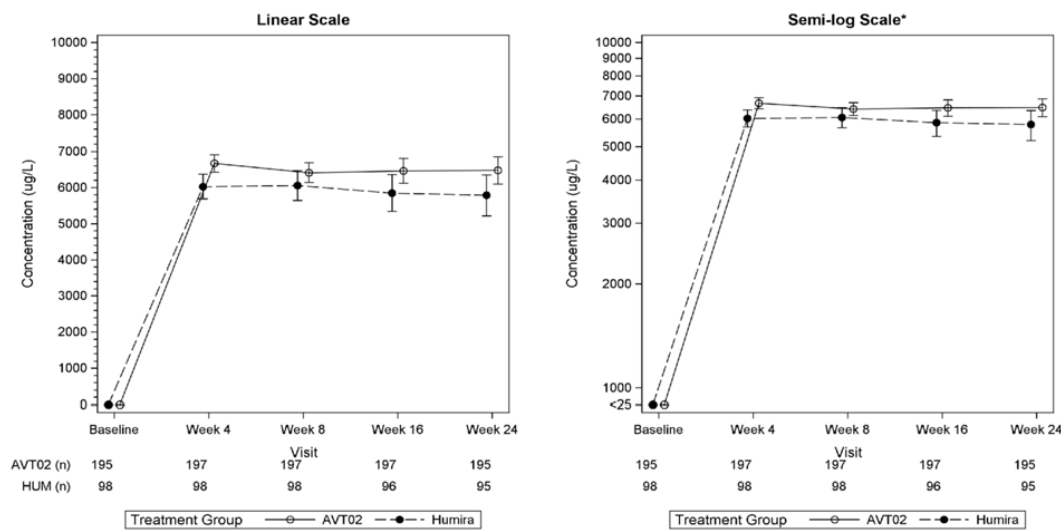 Linear Scale
Concentration (ug/L)
10000
9000
8000
7000
6000
5000
4000
3000
2000
1000
0
Baseline Week 4 Week 8 Week 16 Week 24
Visit
AVT02 (n) 195 197 197 197 195
HUM (n) 98 98 98 96 95
Treatment Group AVT02 Humira
Semi-log Scale*
Concentration (ug/L)
10000
9000
8000
7000
6000
5000
4000
3000
2000
1000
<25
Baseline Week 4 Week 8 Week 16 Week 24
Visit
195 197 197 197 195
98 98 98 96 95
Treatment Group AVT02 Humira